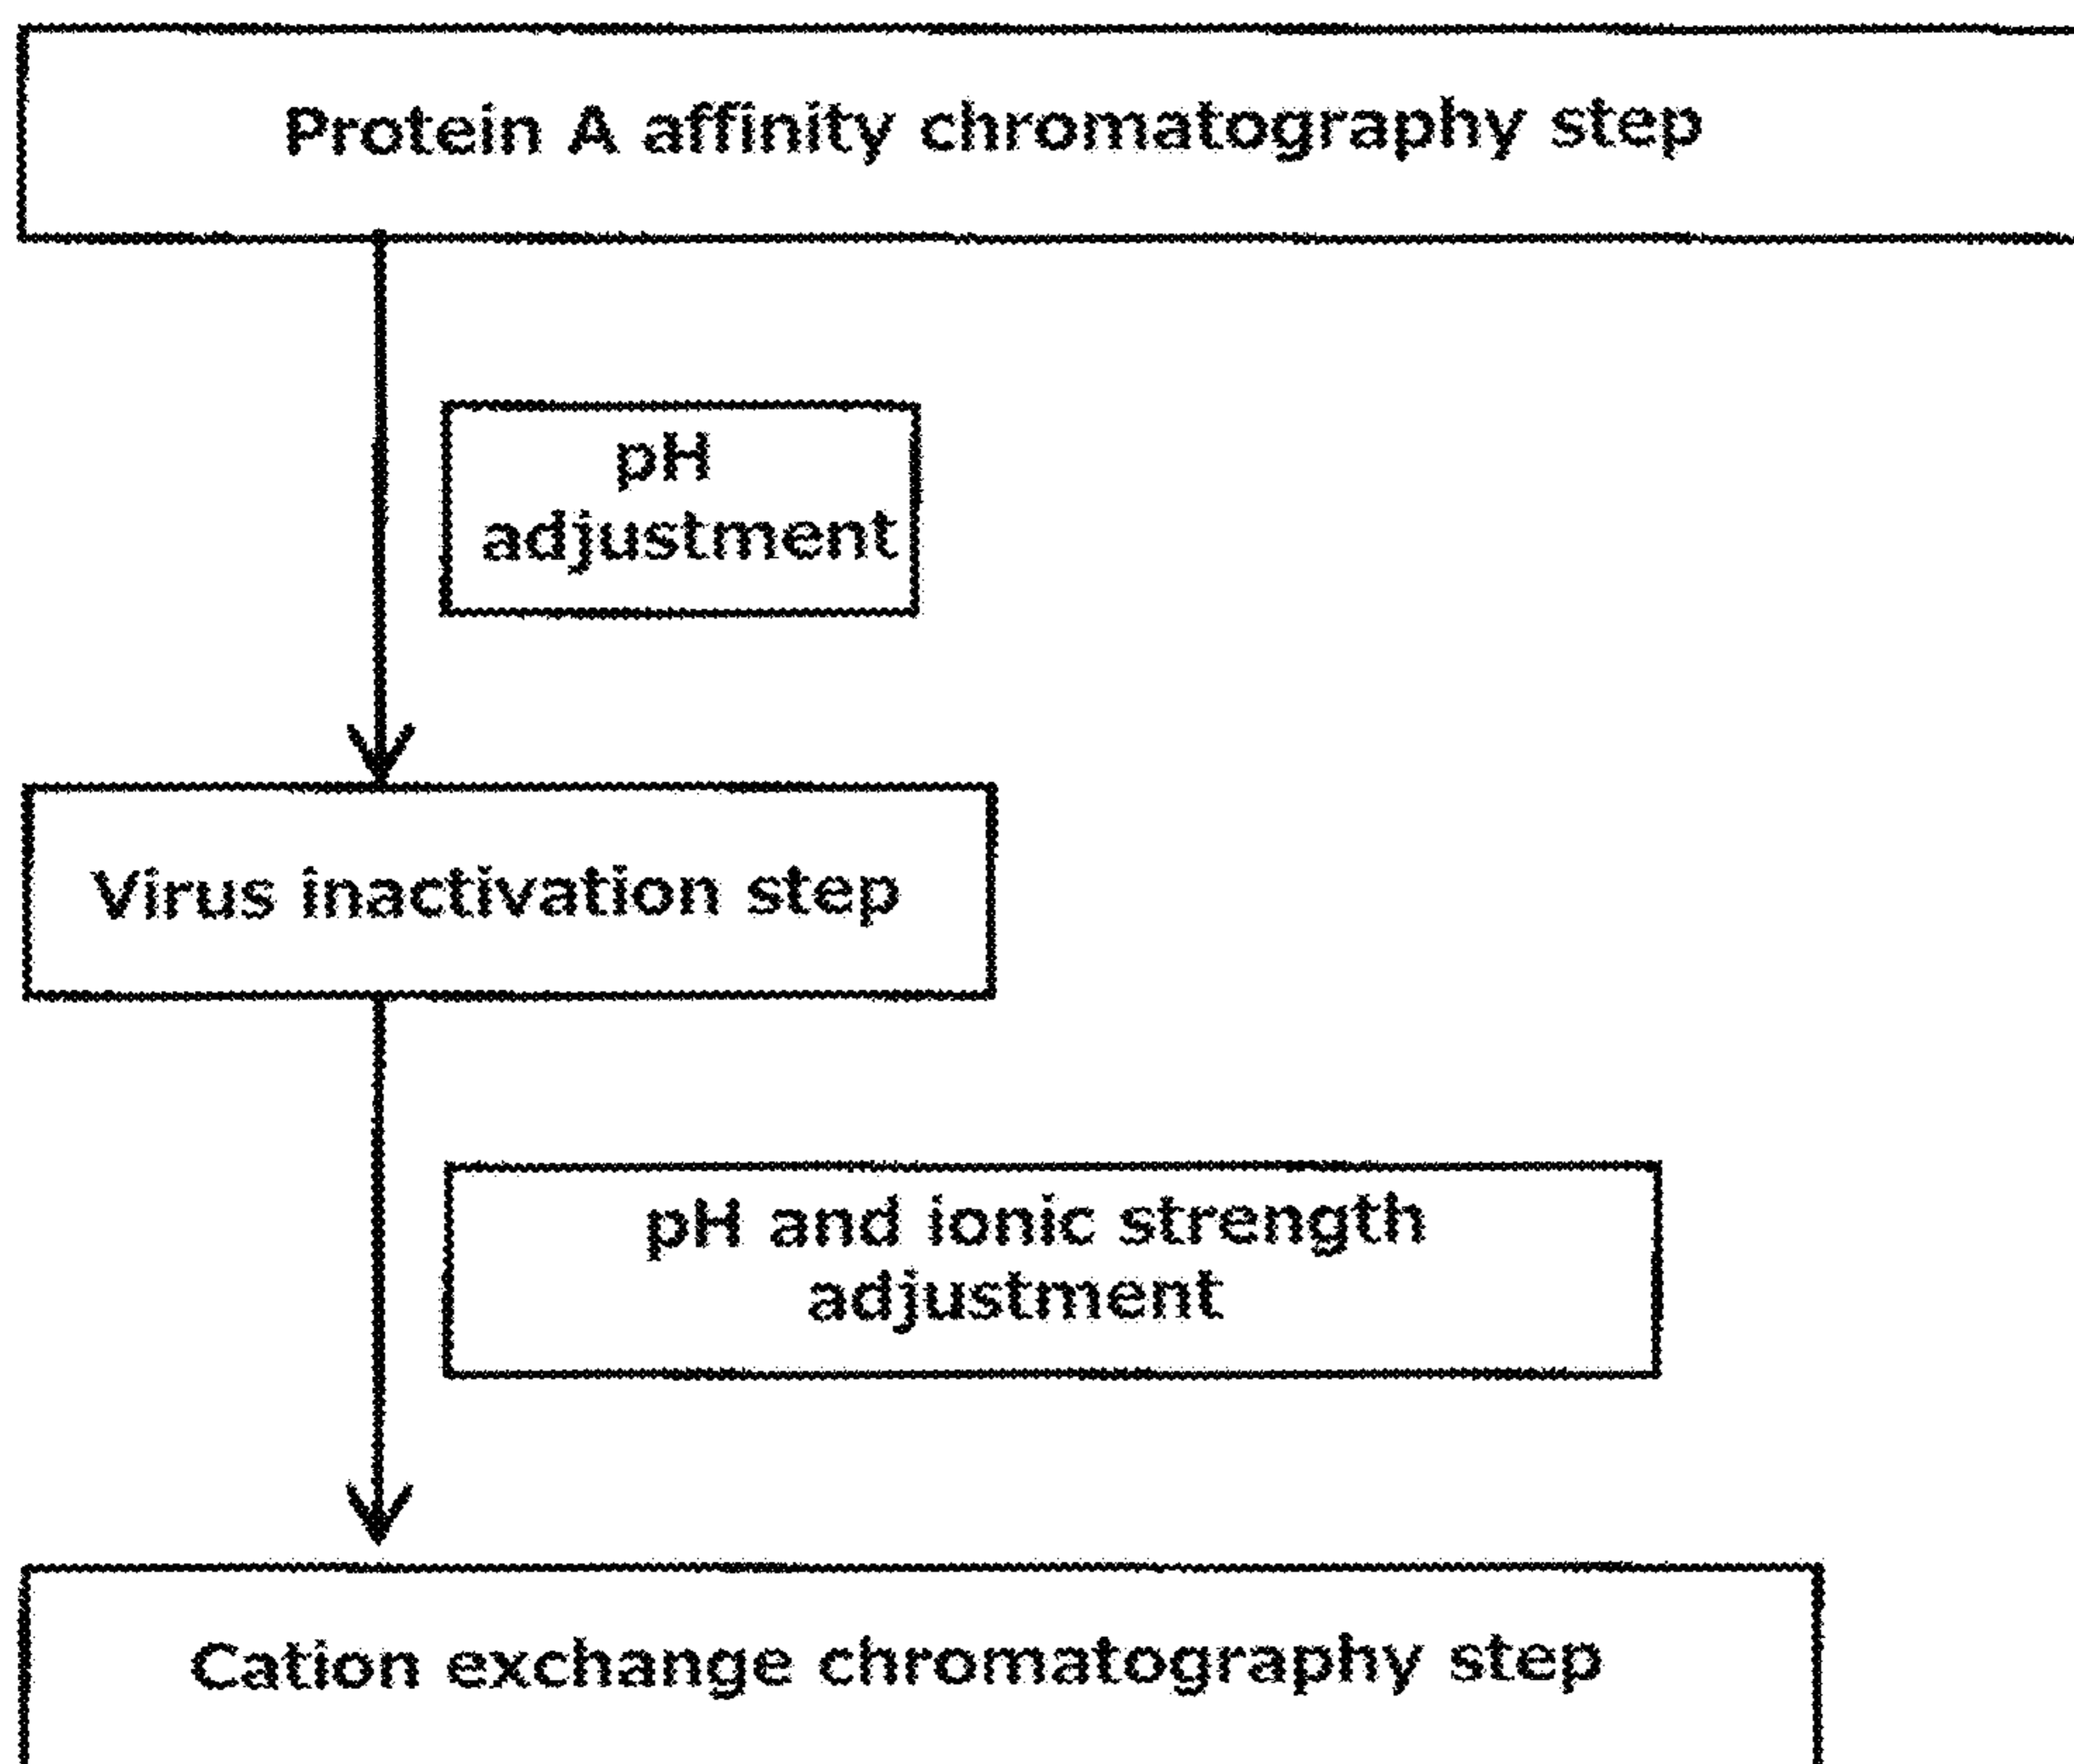 Protein A affinity chromatography step
pH
adjustment
Virus inactivation step
pH and ionic strength
adjustment
Cation exchange chromatography step